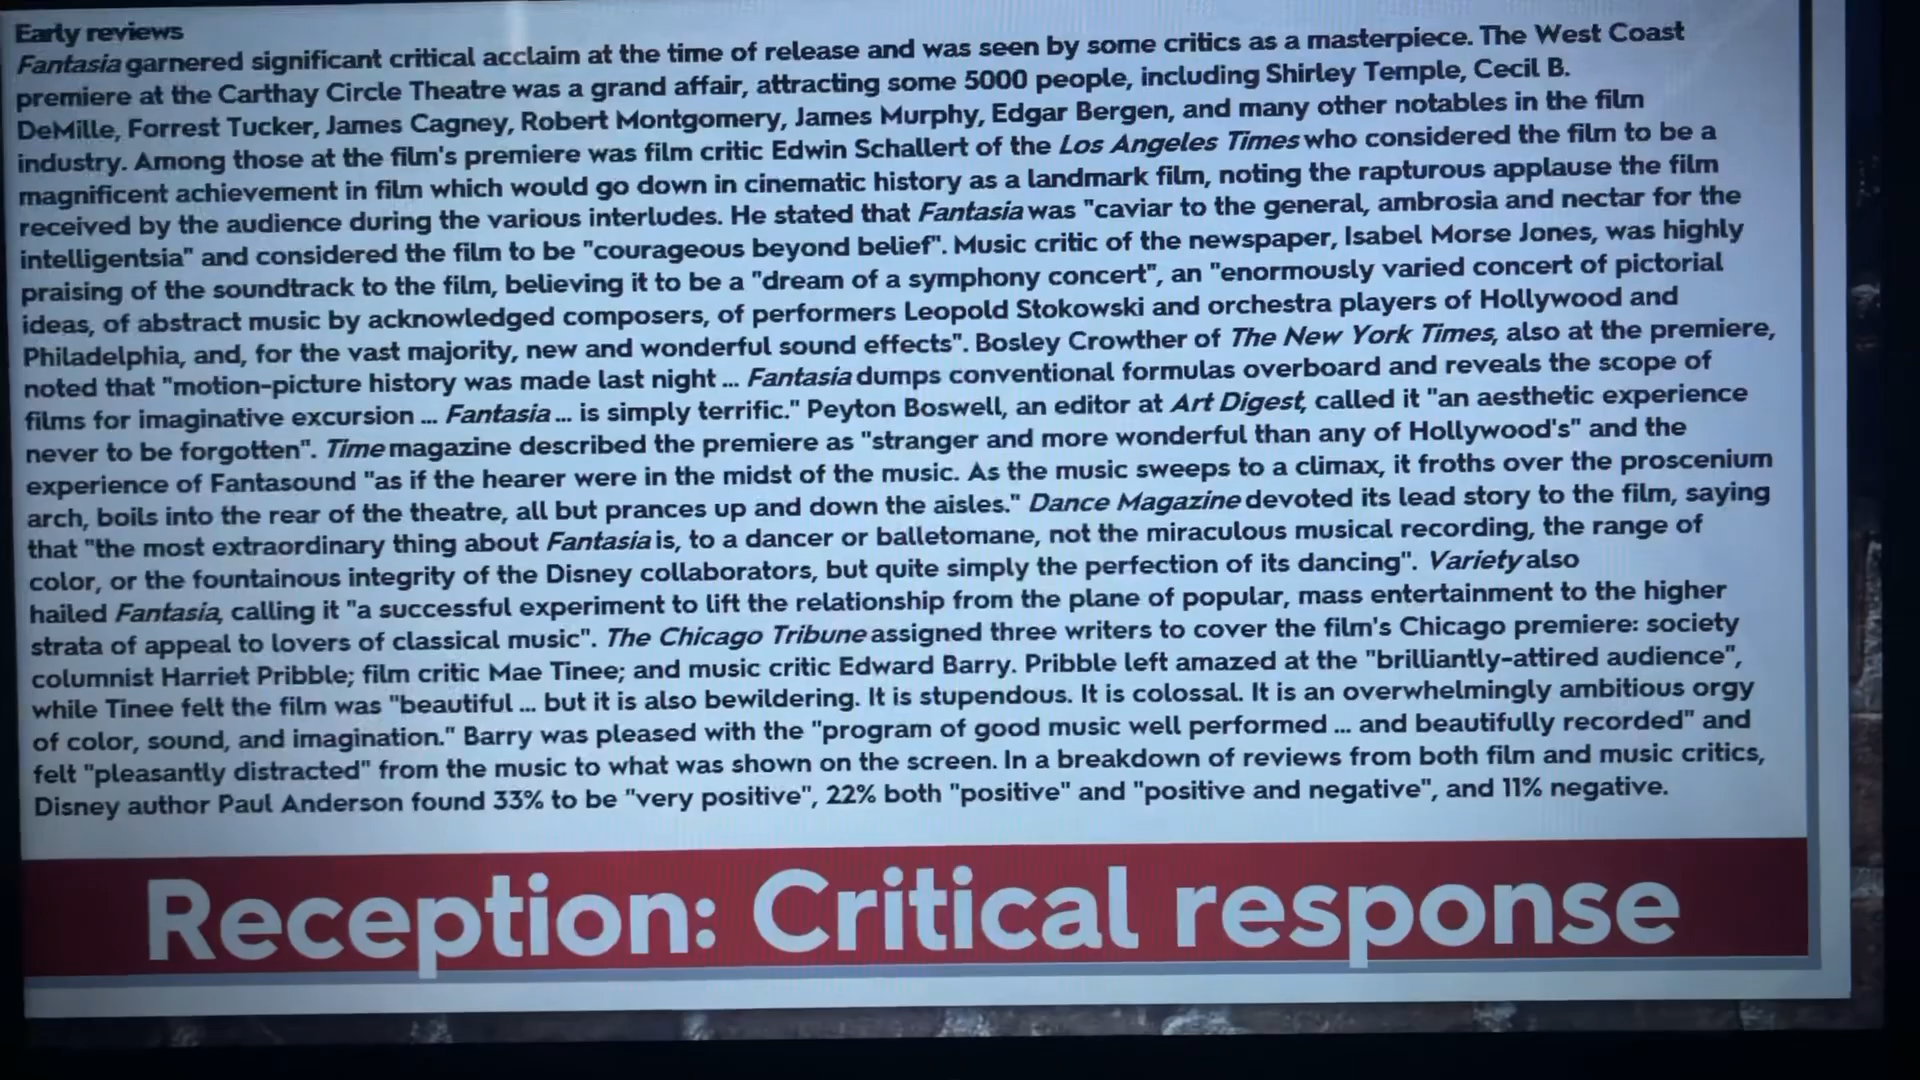 Early reviews
Fantasia garnered significant critical acclaim at the time of release and was seen by some critics as a masterpiece. The West Coast
premiere at the Carthay Circle Theatre was a grand affair, attracting some 5000 people, including Shirley Temple, Cecil B.
DeMille, Forrest Tucker, James Cagney, Robert Montgomery, James Murphy, Edgar Bergen, and many other notables in the film
industry. Among those at the film's premiere was film critic Edwin Schallert of the Los Angeles Times who considered the film to be a
magnificent achievement in film which would go down in cinematic history as a landmark film, noting the rapturous applause the film
received by the audience during the various interludes. He stated that Fantasia was "caviar to the general, ambrosia and nectar for the
intelligentsia" and considered the film to be "courageous beyond belief". Music critic of the newspaper, Isabel Morse Jones, was highly
praising of the soundtrack to the film, believing it to be a "dream of a symphony concert", an "enormously varied concert of pictorial
ideas, of abstract music by acknowledged composers, of performers Leopold Stokowski and orchestra players of Hollywood and
Philadelphia, and, for the vast majority, new and wonderful sound effects". Bosley Crowther of The New York Times, also at the premiere,
noted that "motion-picture history was made last night ... Fantasia dumps conventional formulas overboard and reveals the scope of
films for imaginative excursion ... Fantasia ... is simply terrific." Peyton Boswell, an editor at Art Digest, called it "an aesthetic experience
never to be forgotten". Time magazine described the premiere as "stranger and more wonderful than any of Hollywood's" and the
experience of Fantasound "as if the hearer were in the midst of the music. As the music sweeps to a climax, it froths over the proscenium
arch, boils into the rear of the theatre, all but prances up and down the aisles." Dance Magazine devoted its lead story to the film, saying
that "the most extraordinary thing about Fantasia is, to a dancer or balletomane, not the miraculous musical recording, the range of
color, or the fountainous integrity of the Disney collaborators, but quite simply the perfection of its dancing". Variety also
hailed Fantasia, calling it "a successful experiment to lift the relationship from the plane of popular, mass entertainment to the higher
strata of appeal to lovers of classical music". The Chicago Tribune assigned three writers to cover the film's Chicago premiere: society
columnist Harriet Pribble; film critic Mae Tinee; and music critic Edward Barry. Pribble left amazed at the "brilliantly-attired audience",
while Tinee felt the film was "beautiful ... but it is also bewildering. It is stupendous. It is colossal. It is an overwhelmingly ambitious orgy
of color, sound, and imagination." Barry was pleased with the "program of good music well performed ... and beautifully recorded" and
felt "pleasantly distracted" from the music to what was shown on the screen. In a breakdown of reviews from both film and music critics,
Disney author Paul Anderson found 33% to be "very positive", 22% both "positive" and "positive and negative", and 11% negative.
Reception: Critical response